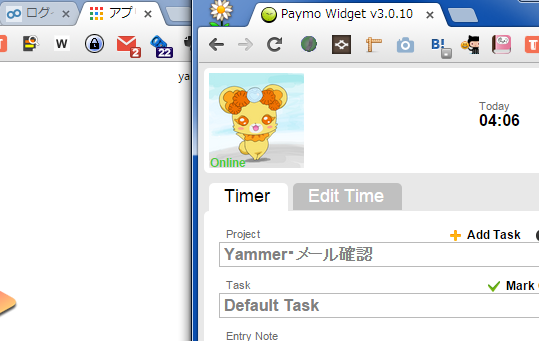 ログ
アプ
Paymo Widget v3.0.10
W
2
22
B!
ya
Today
04:06
Online
Timer
Edit Time
Project
Add Task
Yammer・メール確認
Task
Mark
Default Task
Entry Note